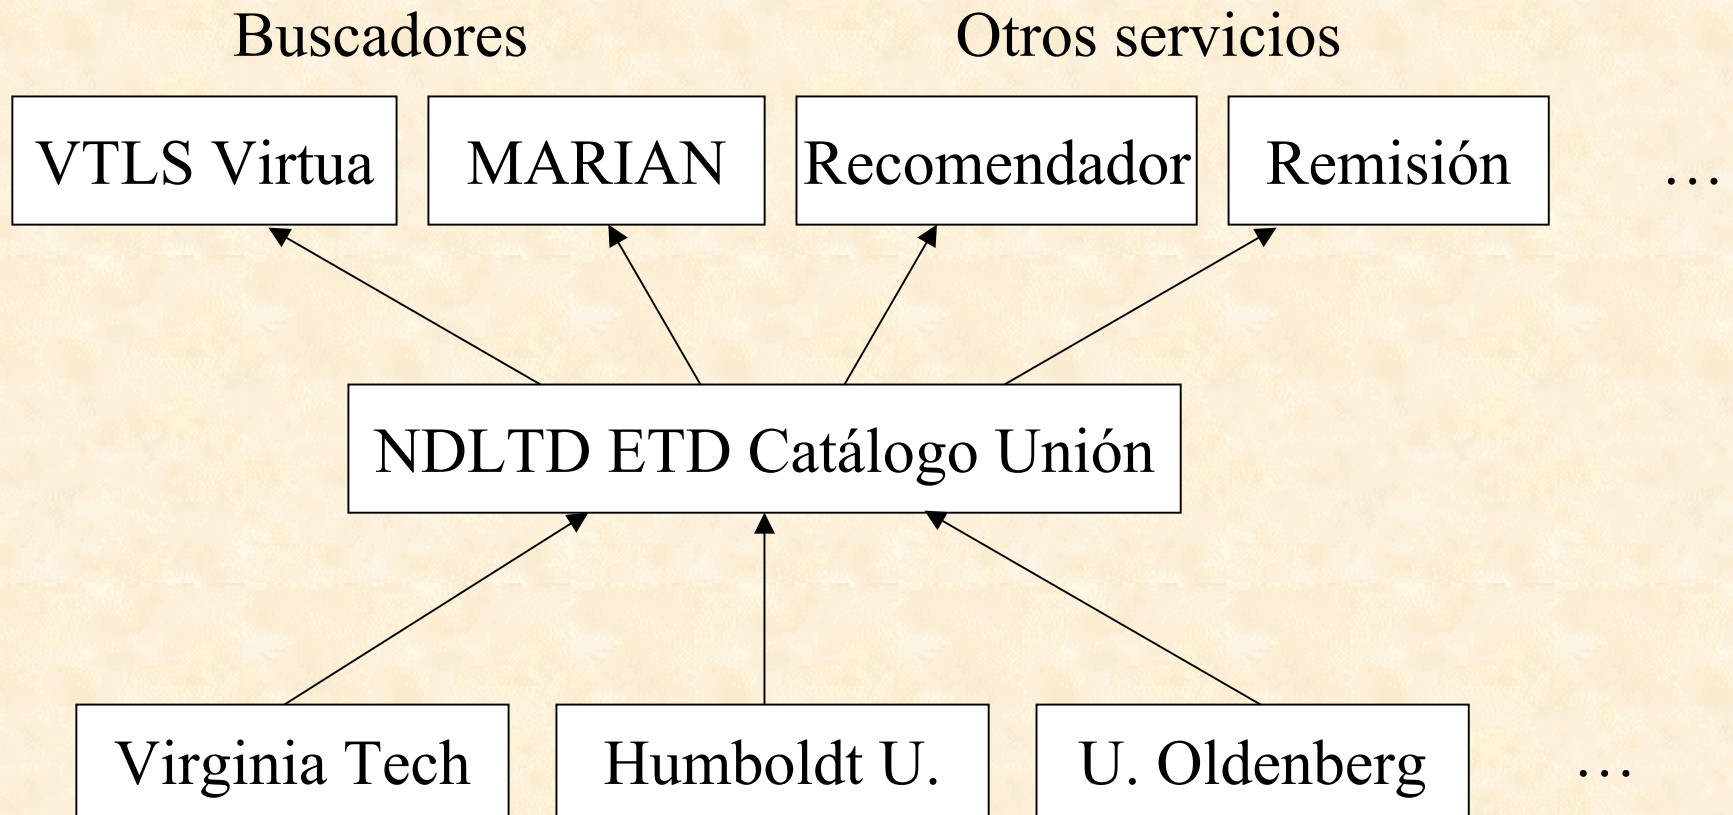 Buscadores
Otros servicios
VTLS Virtua
MARIAN
Recomendador
Remisión
…
NDLTD ETD Catálogo Unión
Virginia Tech
Humboldt U.
U. Oldenberg
…